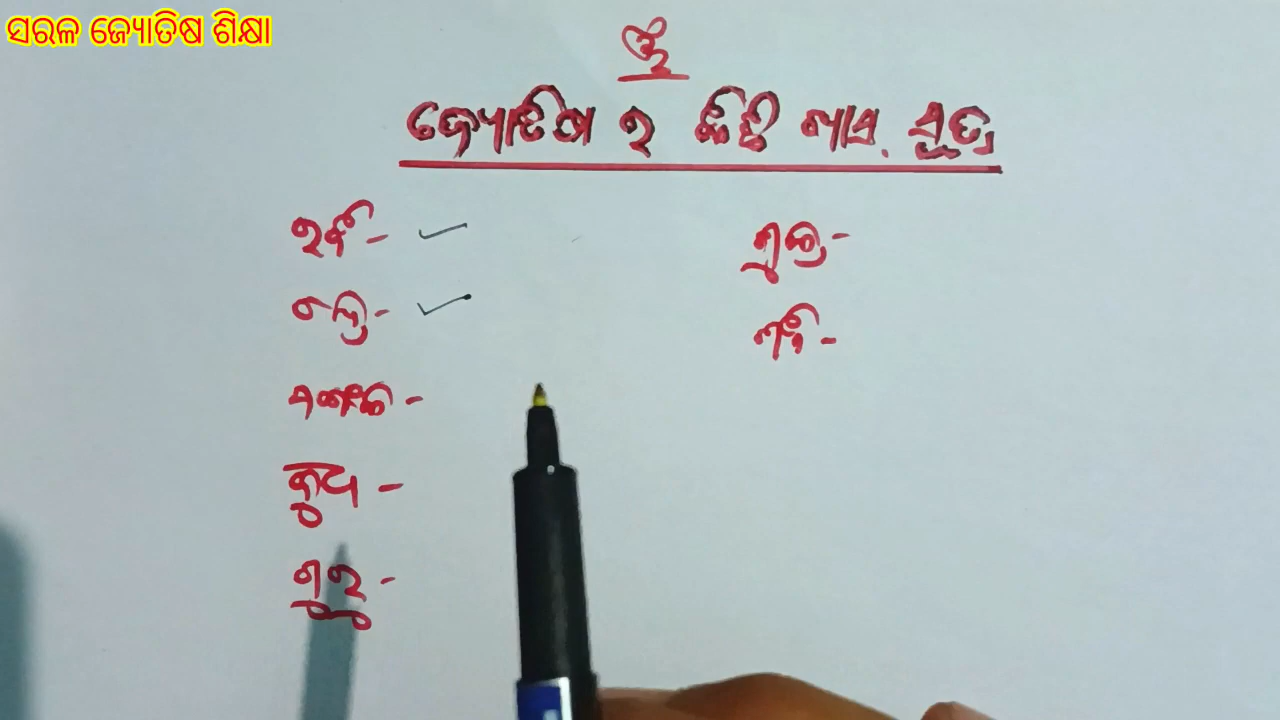 ସରଳ ଜ୍ୟୋତିଷ ଶିକ୍ଷା
ଓଁ
ଜ୍ୟୋତିଷ ର କିଛି ନ୍ୟାସ ସୂତ୍ର
ରବି - ✓
ଚନ୍ଦ୍ର - ✓
ମଙ୍ଗଳ -
ବୁଧ -
ଗୁରୁ -
ଶୁକ୍ର -
ଶନି -